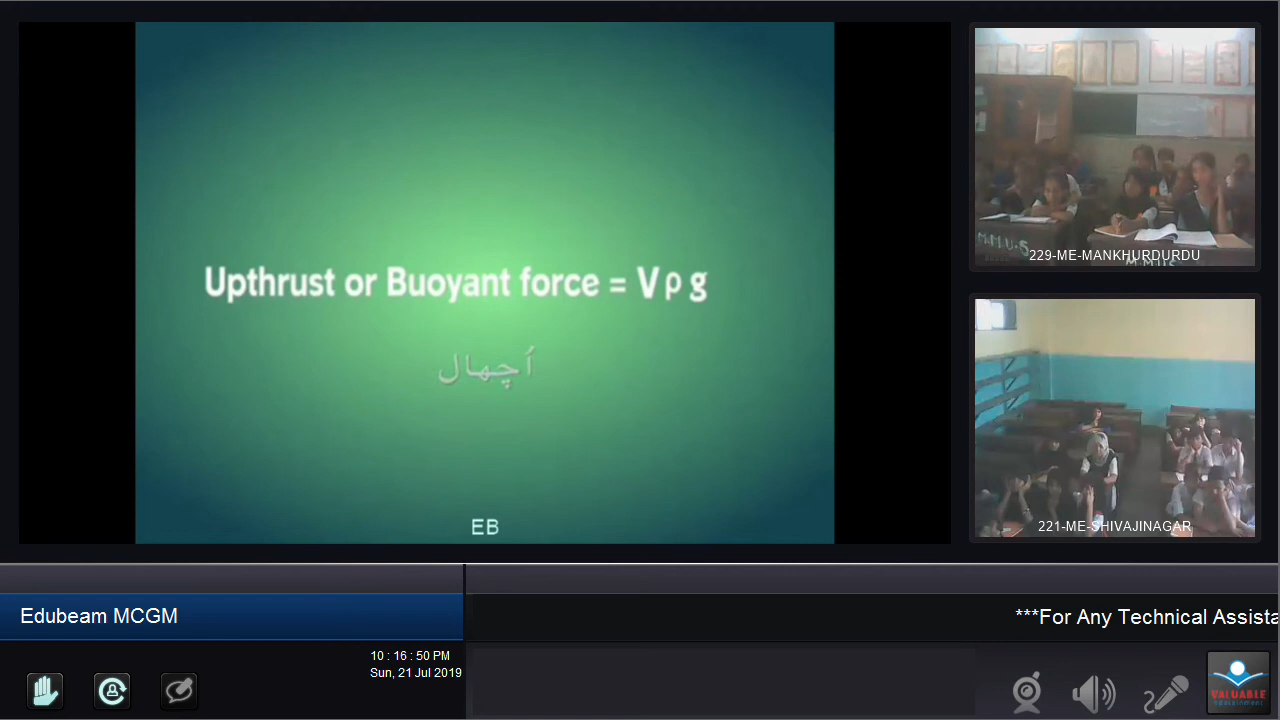 Upthrust or Buoyant force = Vρg
اُچھال
EB
229-ME-MANKHURDURDU
221-ME-SHIVAJINAGAR
Edubeam MCGM
***For Any Technical Assista
10 : 16 : 50 PM
Sun, 21 Jul 2019
VALUABLE